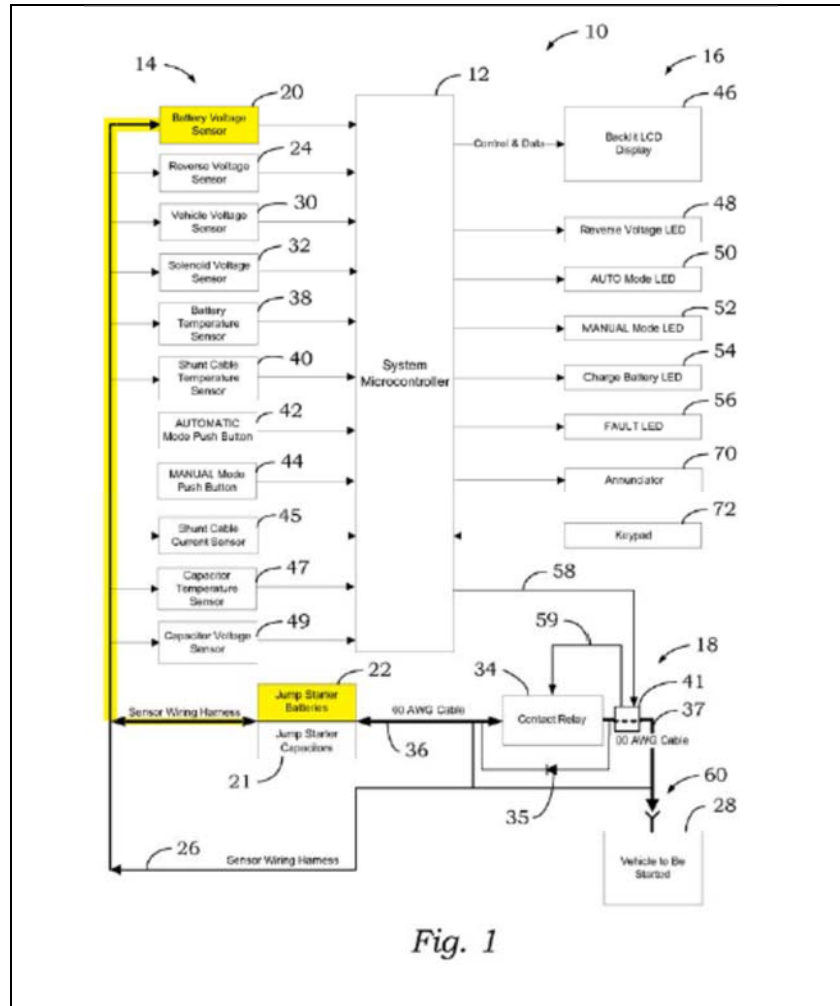 10
14
12
16
20
46
Battery Voltage
Sensor
Control & Data
Backlit LCD
Display
24
Reverse Voltage
Sensor
48
Reverse Voltage LED
30
Vehicle Voltage
Sensor
50
AUTO Mode LED
32
Solenoid Voltage
Sensor
52
MANUAL Mode LED
38
Battery
Temperature
Sensor
54
Charge Battery LED
40
Shunt Cable
Temperature
Sensor
System
Microcontroller
56
FAULT LED
42
AUTOMATIC
Mode Push Button
70
Annunciator
44
MANUAL Mode
Push Button
72
Keypad
45
Shunt Cable
Current Sensor
47
Capacitor
Temperature
Sensor
58
49
Capacitor Voltage
Sensor
59
18
22
34
41
37
Jump Starter
Batteries
Sensor Wiring Harness
00 AWG Cable
Contact Relay
00 AWG Cable
Jump Starter
Capacitors
36
21
35
60
28
26
Sensor Wiring Harness
Vehicle to Be
Started
Fig. 1